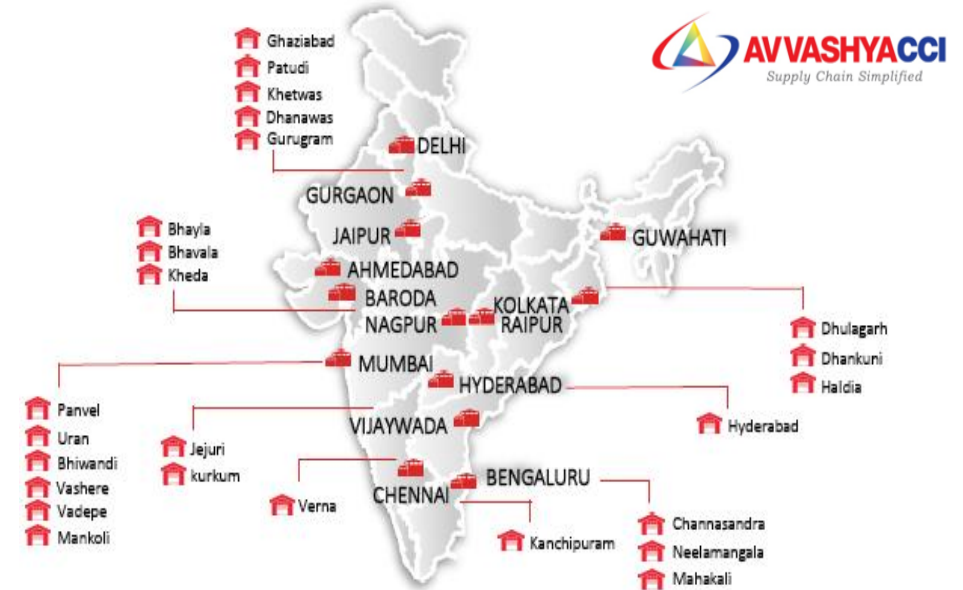 AVVASHYACCI
Supply Chain Simplified
Ghaziabad
Patudi
Khetwas
Dhanawas
Gurugram
DELHI
GURGAON
JAIPUR
GUWAHATI
Bhayla
Bhavala
Kheda
AHMEDABAD
BARODA
KOLKATA
NAGPUR
RAIPUR
Dhulagarh
Dhankuni
Haldia
MUMBAI
HYDERABAD
Hyderabad
VIJAYWADA
Panvel
Uran
Bhiwandi
Vashere
Vadepe
Mankoli
Jejuri
kurkum
Verna
CHENNAI
BENGALURU
Kanchipuram
Channasandra
Neelamangala
Mahakali